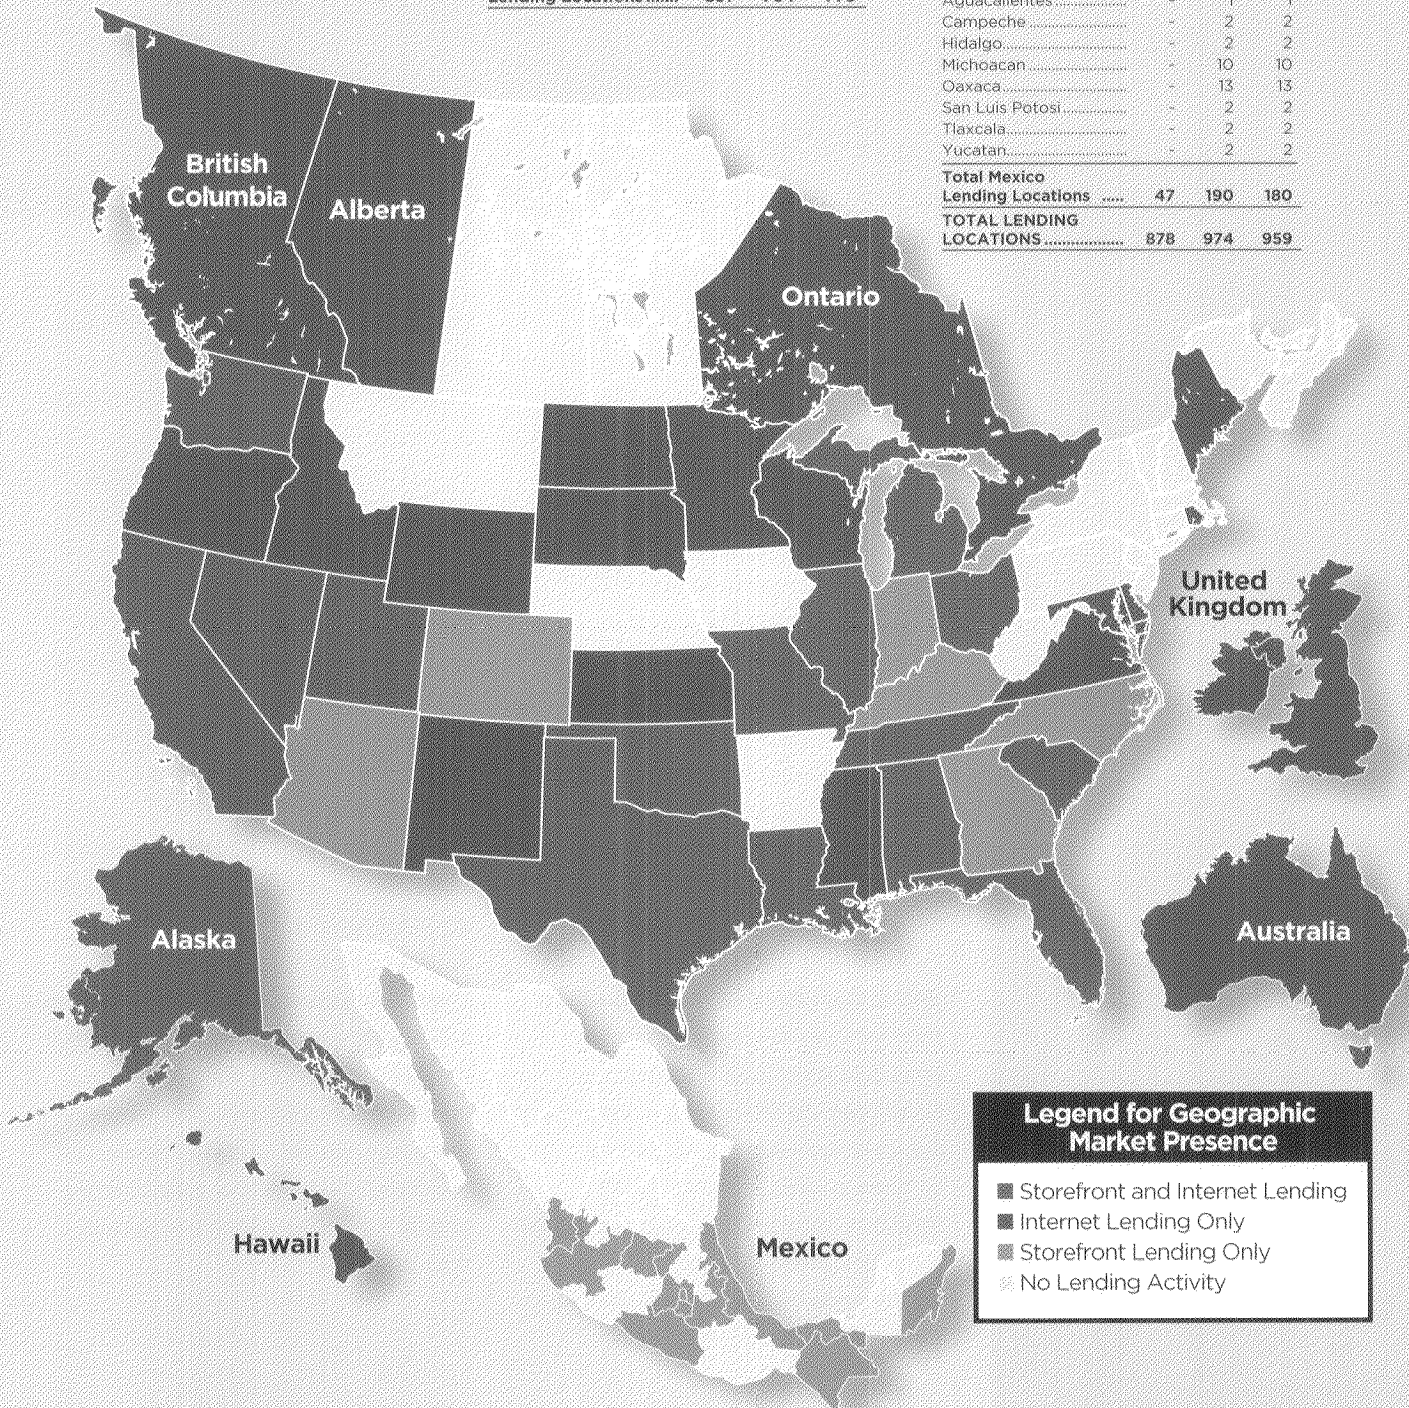 Campeche .......................... - 2 2
Hidalgo................................ - 2 2
Michoacan .......................... - 10 10
Oaxaca................................ - 13 13
San Luis Potosi.................. - 2 2
Tlaxcala............................... - 2 2
Yucatan............................... - 2 2
Total Mexico
Lending Locations ..... 47 190 180
TOTAL LENDING
LOCATIONS .................. 878 974 959
British
Columbia
Alberta
Ontario
United
Kingdom
Alaska
Australia
Hawaii
Mexico
Legend for Geographic
Market Presence
Storefront and Internet Lending
Internet Lending Only
Storefront Lending Only
No Lending Activity